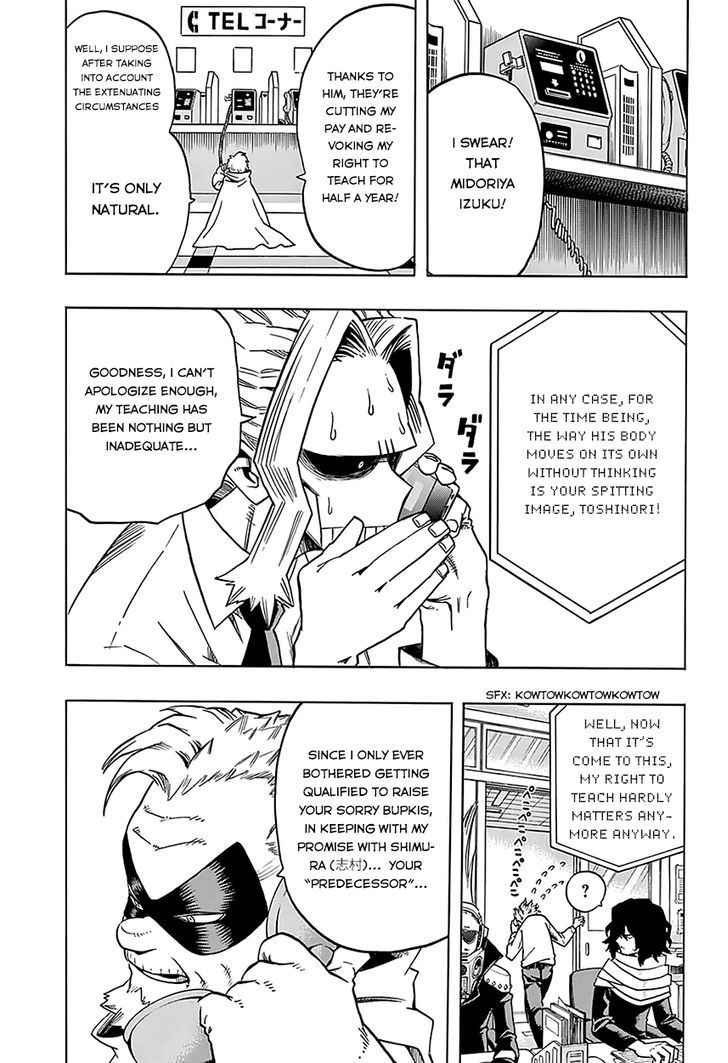 I SWEAR!
THAT
MIDORIYA
IZUKU!
TEL コーナー
THANKS TO
HIM, THEY'RE
CUTTING MY
PAY AND RE-
VOKING MY
RIGHT TO
TEACH FOR
HALF A YEAR!
WELL, I SUPPOSE
AFTER TAKING
INTO ACCOUNT
THE EXTENUATING
CIRCUMSTANCES
IT'S ONLY
NATURAL.
IN ANY CASE, FOR
THE TIME BEING,
THE WAY HIS BODY
MOVES ON ITS OWN
WITHOUT THINKING
IS YOUR SPITTING
IMAGE, TOSHINORI!
ダラ
ダラ
GOODNESS, I CAN'T
APOLOGIZE ENOUGH,
MY TEACHING HAS
BEEN NOTHING BUT
INADEQUATE...
SFX: KOWTOWKOWTOWKOWTOW
WELL, NOW
THAT IT'S
COME TO THIS,
MY RIGHT TO
TEACH HARDLY
MATTERS ANY-
MORE ANYWAY.
ペこペこペこ
?
SINCE I ONLY EVER
BOTHERED GETTING
QUALIFIED TO RAISE
YOUR SORRY BUPKIS,
IN KEEPING WITH MY
PROMISE WITH SHIMU-
RA (志村)... YOUR
"PREDECESSOR"...